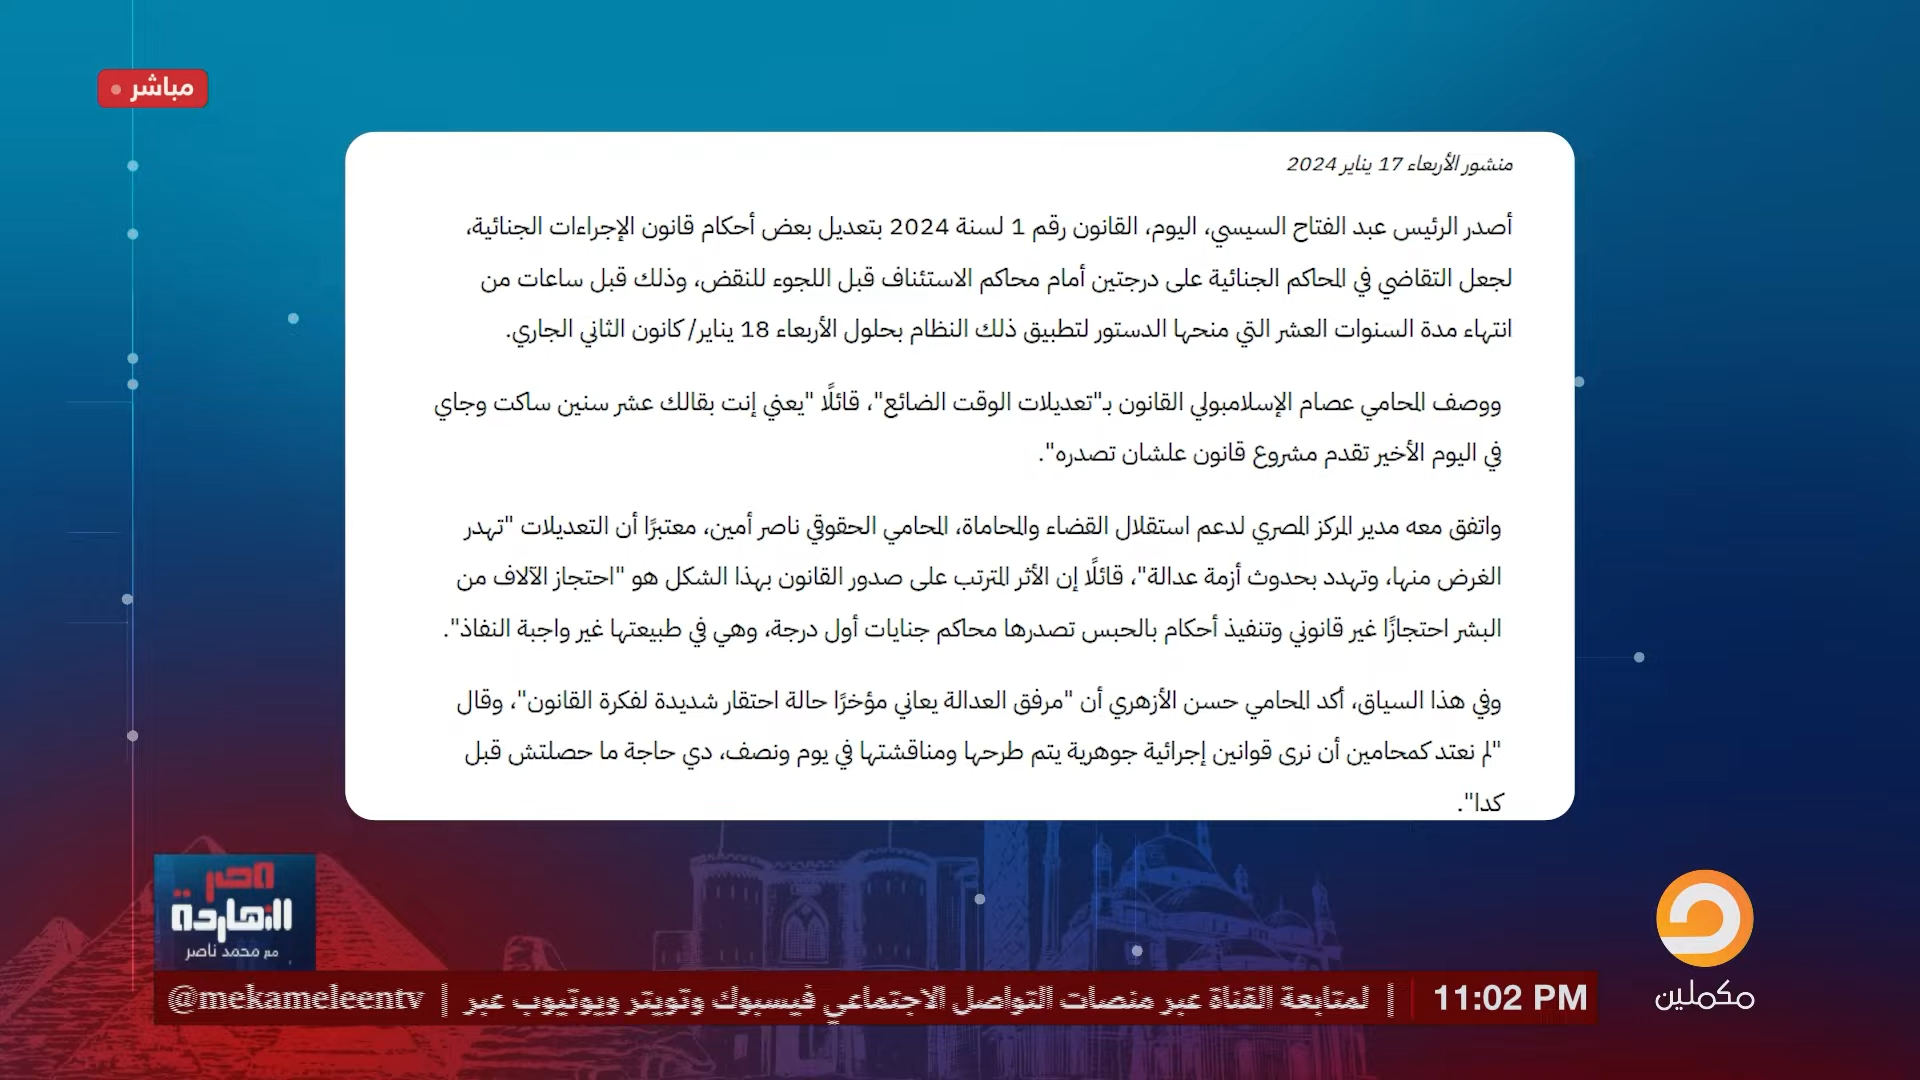 مباشر
منشور الأربعاء 17 يناير 2024
أصدر الرئيس عبد الفتاح السيسي، اليوم، القانون رقم 1 لسنة 2024 بتعديل بعض أحكام قانون الإجراءات الجنائية،
لجعل التقاضي في المحاكم الجنائية على درجتين أمام محاكم الاستئناف قبل اللجوء للنقض، وذلك قبل ساعات من
انتهاء مدة السنوات العشر التي منحها الدستور لتطبيق ذلك النظام بحلول الأربعاء 18 يناير/ كانون الثاني الجاري.
ووصف المحامي عصام الإسلامبولي القانون بـ"تعديلات الوقت الضائع"، قائلًا "يعني إنت بقالك عشر سنين ساكت وجاي
في اليوم الأخير تقدم مشروع قانون علشان تصدره".
واتفق معه مدير المركز المصري لدعم استقلال القضاء والمحاماة، المحامي الحقوقي ناصر أمين، معتبرًا أن التعديلات "تهدر
الغرض منها، وتهدد بحدوث أزمة عدالة"، قائلًا إن الأثر المترتب على صدور القانون بهذا الشكل هو "احتجاز الآلاف من
البشر احتجازًا غير قانوني وتنفيذ أحكام بالحبس تصدرها محاكم جنايات أول درجة، وهي في طبيعتها غير واجبة النفاذ".
وفي هذا السياق، أكد المحامي حسن الأزهري أن "مرفق العدالة يعاني مؤخرًا حالة احتقار شديدة لفكرة القانون"، وقال
"لم نعتد كمحامين أن نرى قوانين إجرائية جوهرية يتم طرحها ومناقشتها في يوم ونصف، دي حاجة ما حصلتش قبل
كدا".
مصر
النهاردة
مع محمد ناصر
11:02 PM | لمتابعة القناة عبر منصات التواصل الاجتماعي فيسبوك وتويتر ويوتيوب عبر | @mekameleentv
مكملين